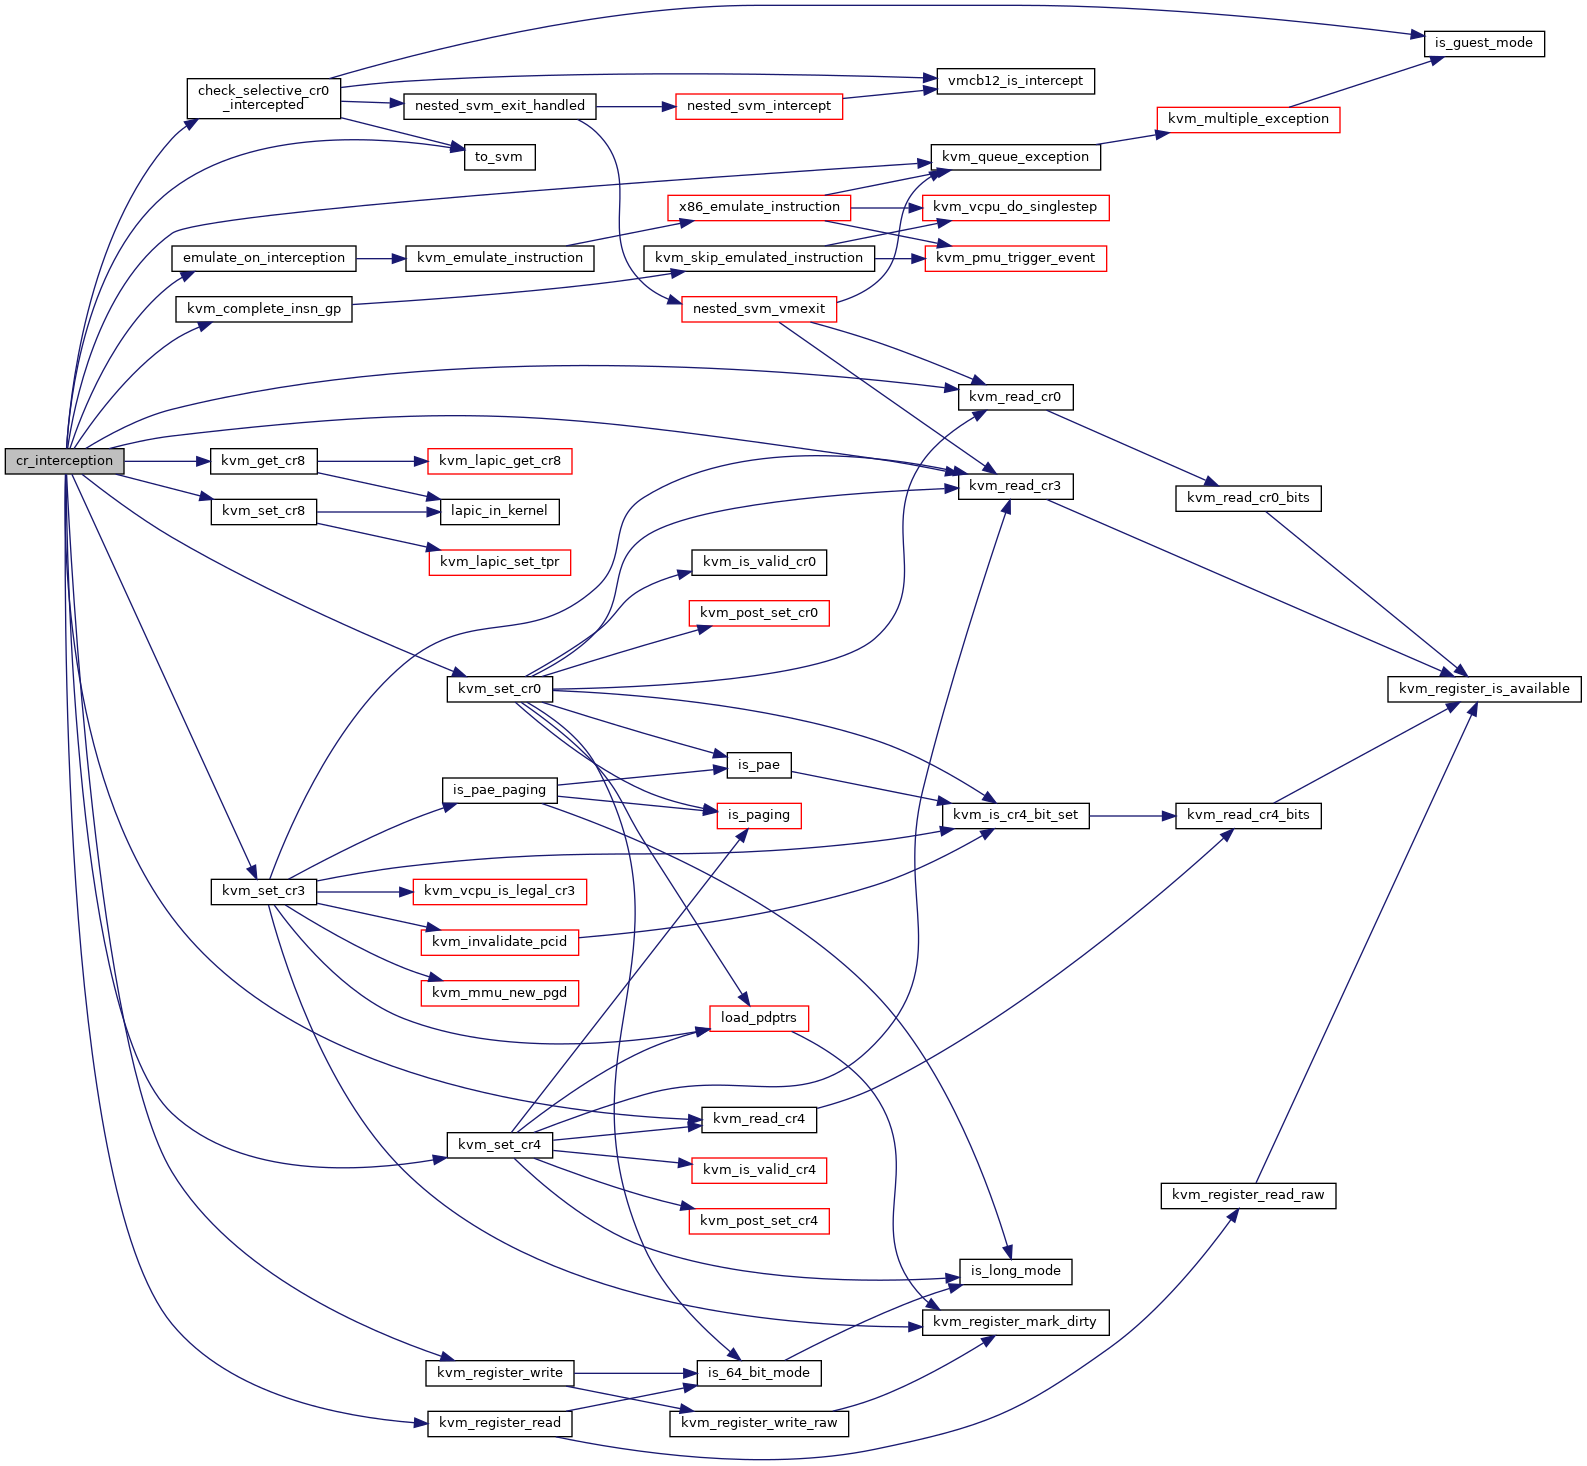 is_guest_mode
vmcb12_is_intercept
check_selective_cr0
_intercepted
nested_svm_exit_handled
nested_svm_intercept
kvm_multiple_exception
to_svm
kvm_queue_exception
x86_emulate_instruction
kvm_vcpu_do_singlestep
emulate_on_interception
kvm_emulate_instruction
kvm_skip_emulated_instruction
kvm_pmu_trigger_event
kvm_complete_insn_gp
nested_svm_vmexit
kvm_read_cr0
cr_interception
kvm_get_cr8
kvm_lapic_get_cr8
kvm_read_cr3
kvm_read_cr0_bits
kvm_set_cr8
lapic_in_kernel
kvm_lapic_set_tpr
kvm_is_valid_cr0
kvm_post_set_cr0
kvm_set_cr0
kvm_register_is_available
is_pae
is_pae_paging
is_paging
kvm_is_cr4_bit_set
kvm_read_cr4_bits
kvm_set_cr3
kvm_vcpu_is_legal_cr3
kvm_invalidate_pcid
kvm_mmu_new_pgd
load_pdptrs
kvm_read_cr4
kvm_set_cr4
kvm_is_valid_cr4
kvm_register_read_raw
kvm_post_set_cr4
is_long_mode
kvm_register_mark_dirty
kvm_register_write
is_64_bit_mode
kvm_register_read
kvm_register_write_raw